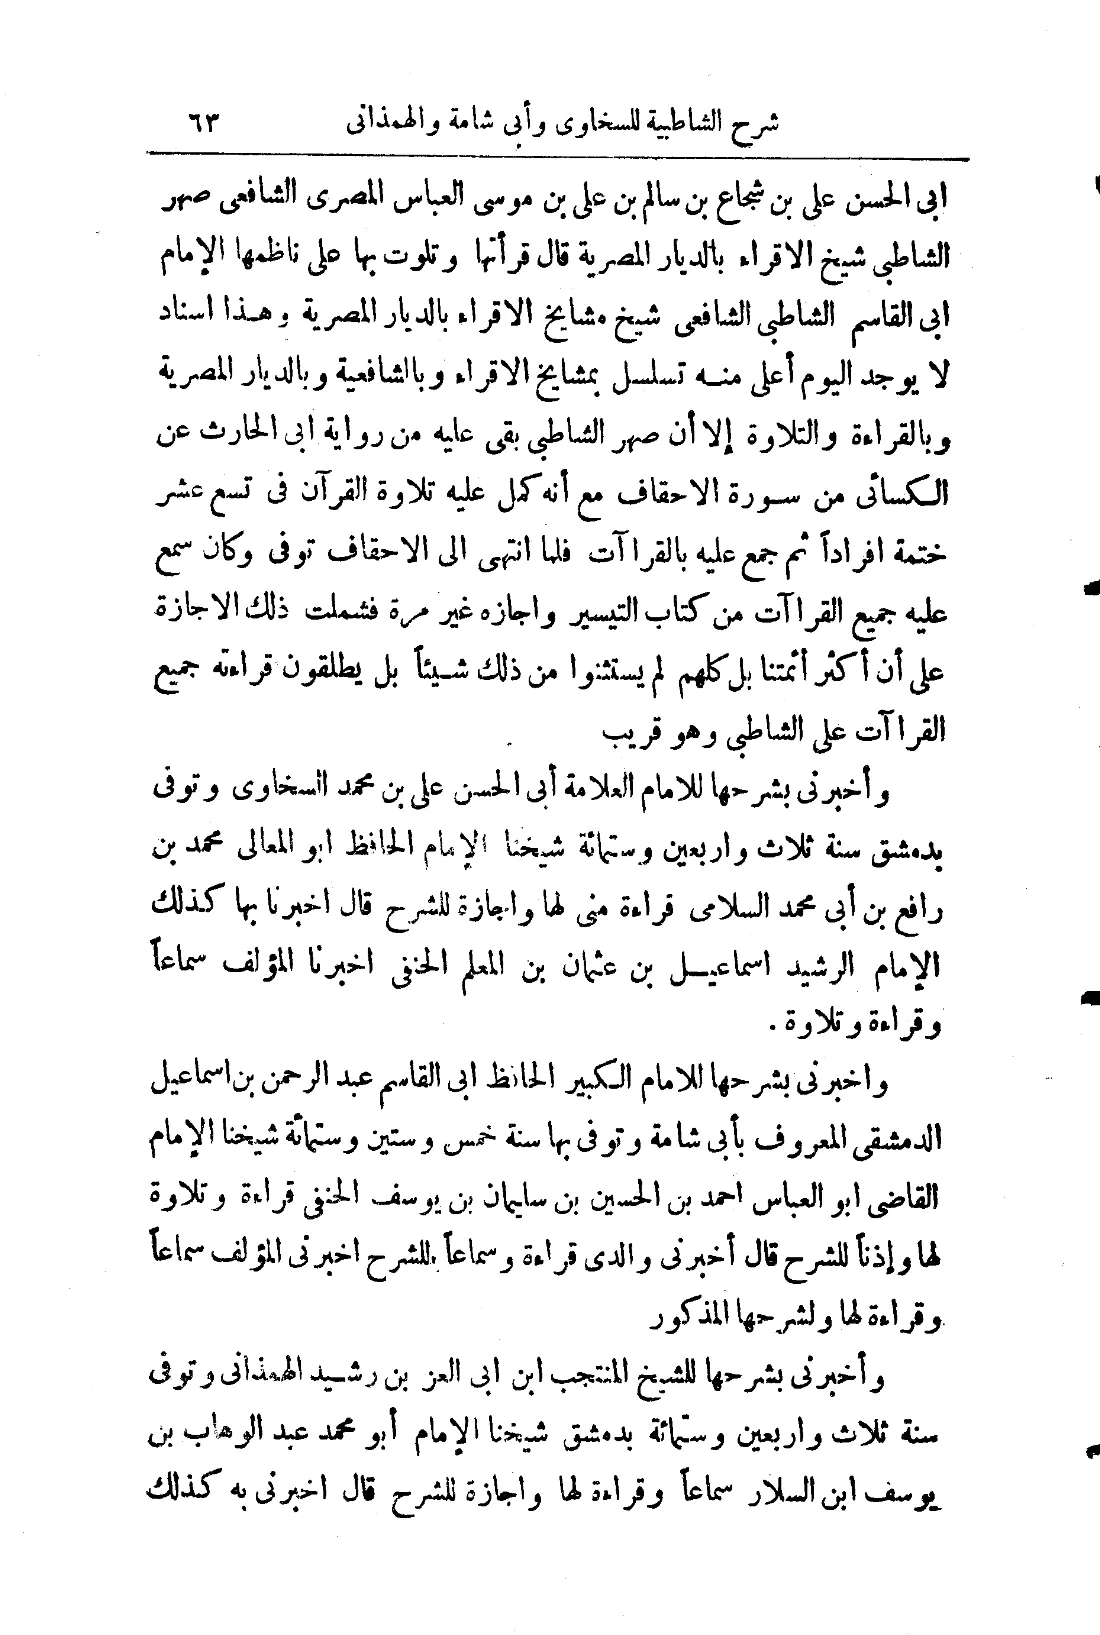 شرح الشاطبية للسخاوى وأبى شامة والهمذانى ٦٣
ابى الحسن على بن شجاع بن سالم بن على بن موسى العباس المصرى الشافعى صهر
الشاطبى شيخ الاقراء بالديار المصرية قال قرأتها وتلوت بها على ناظمها الإمام
ابى القاسم الشاطبى الشافعى شيخ مشايخ الاقراء بالديار المصرية وهذا اسناد
لا يوجد اليوم أعلى منه تسلسل بمشايخ الاقراء وبالشافعية وبالديار المصرية
وبالقراءة والتلاوة إلا أن صهر الشاطبى بقى عليه من رواية ابى الحارث عن
الكسائى من سورة الاحقاف مع أنه كمل عليه تلاوة القرآن فى تسع عشر
ختمة افراداً ثم جمع عليه بالقراآت فلما انتهى الى الاحقاف توفى وكان سمع
عليه جميع القراآت من كتاب التيسير واجازه غير مرة فشملت ذلك الاجازة
على أن أكثر أئمتنا بل كلهم لم يستثنوا من ذلك شيئاً بل يطلقون قراءته جميع
القراآت على الشاطبى وهو قريب
وأخبرنى بشرحها للامام العلامة أبى الحسن على بن محمد السخاوى وتوفى
بدمشق سنة ثلاث واربعين وستمائة شيخنا الإمام الحافظ ابو المعالى محمد بن
رافع بن أبى محمد السلامى قراءة منى لها واجازة للشرح قال اخبرنا بها كذلك
الإمام الرشيد اسماعيل بن عثمان بن المعلم الحنفى اخبرنا المؤلف سماعاً
وقراءة وتلاوة .
واخبرنى بشرحها للامام الكبير الحافظ ابى القاسم عبد الرحمن بن اسماعيل
الدمشقى المعروف بأبى شامة وتوفى بها سنة خمس وستين وستمائة شيخنا الإمام
القاضى ابو العباس احمد بن الحسين بن سليمان بن يوسف الحنفى قراءة وتلاوة
لها وإذناً للشرح قال أخبرنى والدى قراءة وسماعاً للشرح اخبرنى المؤلف سماعاً
وقراءة لها ولشرحها المذكور
وأخبرنى بشرحها للشيخ المنتجب ابن ابى العز بن رشيد الهمذانى وتوفى
سنة ثلاث واربعين وستمائة بدمشق شيخنا الإمام أبو محمد عبد الوهاب بن
يوسف ابن السلار سماعاً وقراءة لها واجازة للشرح قال اخبرنى به كذلك